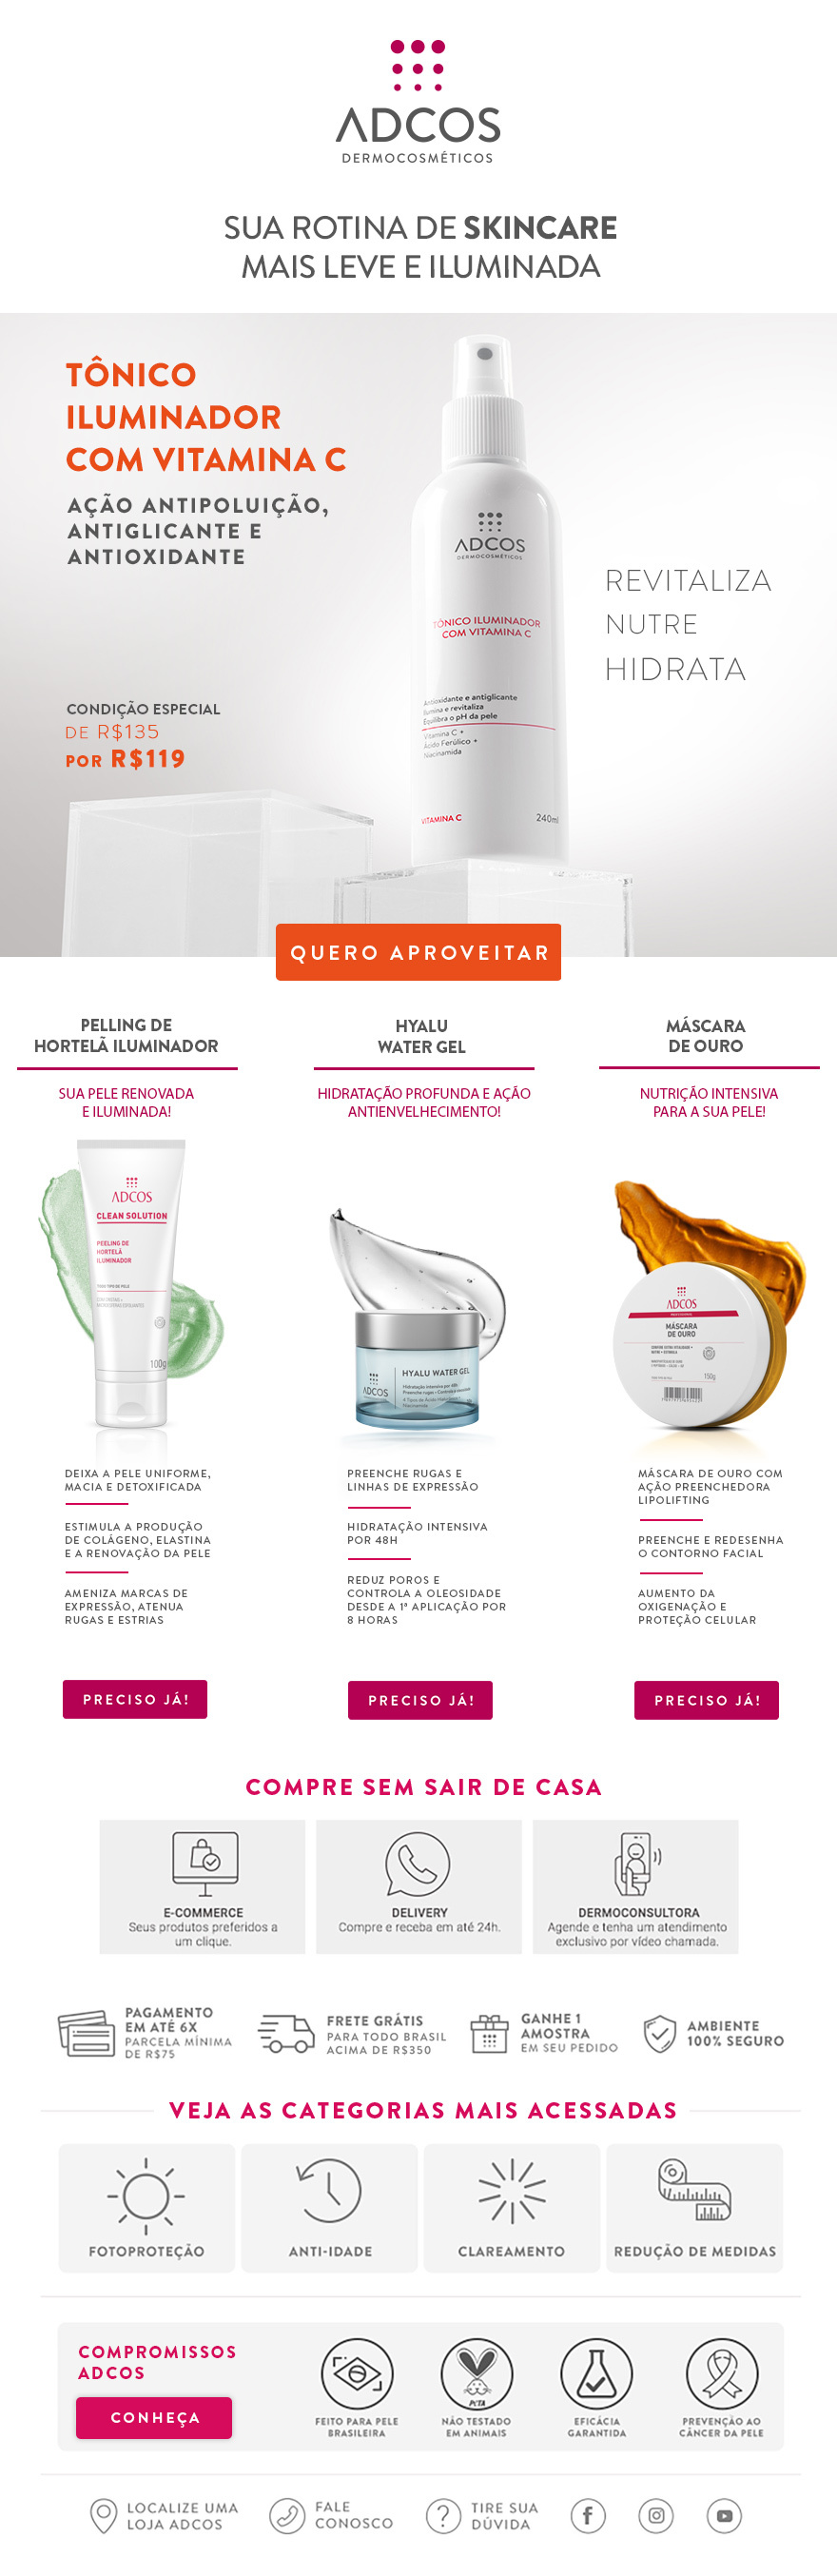 ADCOS
DERMOCOSMÉTICOS
SUA ROTINA DE SKINCARE
MAIS LEVE E ILUMINADA
TÔNICO
ILUMINADOR
COM VITAMINA C
AÇÃO ANTIPOLUIÇÃO,
ANTIGLICANTE E
ANTIOXIDANTE
CONDIÇÃO ESPECIAL
DE R$135
POR R$119
ADCOS
DERMOCOSMÉTICOS
TÔNICO ILUMINADOR
COM VITAMINA C
Antioxidante e antiglicante
Ilumina e revitaliza
Equilibra o pH da pele
Vitamina C +
Ácido Ferúlico +
Niacinamida
VITAMINA C
240ml
REVITALIZA
NUTRE
HIDRATA
QUERO APROVEITAR
PELLING DE
HORTELÃ ILUMINADOR
SUA PELE RENOVADA
E ILUMINADA!
ADCOS
CLEAN SOLUTION
PEELING DE
HORTELÃ
ILUMINADOR
TODO TIPO DE PELE
100g
DEIXA A PELE UNIFORME,
MACIA E DETOXIFICADA
ESTIMULA A PRODUÇÃO
DE COLÁGENO, ELASTINA
E A RENOVAÇÃO DA PELE
AMENIZA MARCAS DE
EXPRESSÃO, ATENUA
RUGAS E ESTRIAS
PRECISO JÁ!
HYALU
WATER GEL
HIDRATAÇÃO PROFUNDA E AÇÃO
ANTIENVELHECIMENTO!
ADCOS
HYALU WATER GEL
Hidratação intensiva por 48h
Niacinamida
PREENCHE RUGAS E
LINHAS DE EXPRESSÃO
HIDRATAÇÃO INTENSIVA
POR 48H
REDUZ POROS E
CONTROLA A OLEOSIDADE
DESDE A 1ª APLICAÇÃO POR
8 HORAS
PRECISO JÁ!
MÁSCARA
DE OURO
NUTRIÇÃO INTENSIVA
PARA A SUA PELE!
ADCOS
MÁSCARA
DE OURO
150g
MÁSCARA DE OURO COM
AÇÃO PREENCHEDORA
LIPOLIFTING
PREENCHE E REDESENHA
O CONTORNO FACIAL
AUMENTO DA
OXIGENAÇÃO E
PROTEÇÃO CELULAR
PRECISO JÁ!
COMPRE SEM SAIR DE CASA
E-COMMERCE
Seus produtos preferidos a
um clique.
DELIVERY
Compre e receba em até 24h.
DERMOCONSULTORA
Agende e tenha um atendimento
exclusivo por vídeo chamada.
PAGAMENTO
EM ATÉ 6X
PARCELA MÍNIMA
DE R$75
FRETE GRÁTIS
PARA TODO BRASIL
ACIMA DE R$350
GANHE 1
AMOSTRA
EM SEU PEDIDO
AMBIENTE
100% SEGURO
VEJA AS CATEGORIAS MAIS ACESSADAS
FOTOPROTEÇÃO
ANTI-IDADE
CLAREAMENTO
REDUÇÃO DE MEDIDAS
COMPROMISSOS
ADCOS
CONHEÇA
FEITO PARA PELE
BRASILEIRA
PETA
NÃO TESTADO
EM ANIMAIS
EFICÁCIA
GARANTIDA
PREVENÇÃO AO
CÂNCER DA PELE
LOCALIZE UMA
LOJA ADCOS
FALE
CONOSCO
TIRE SUA
DÚVIDA